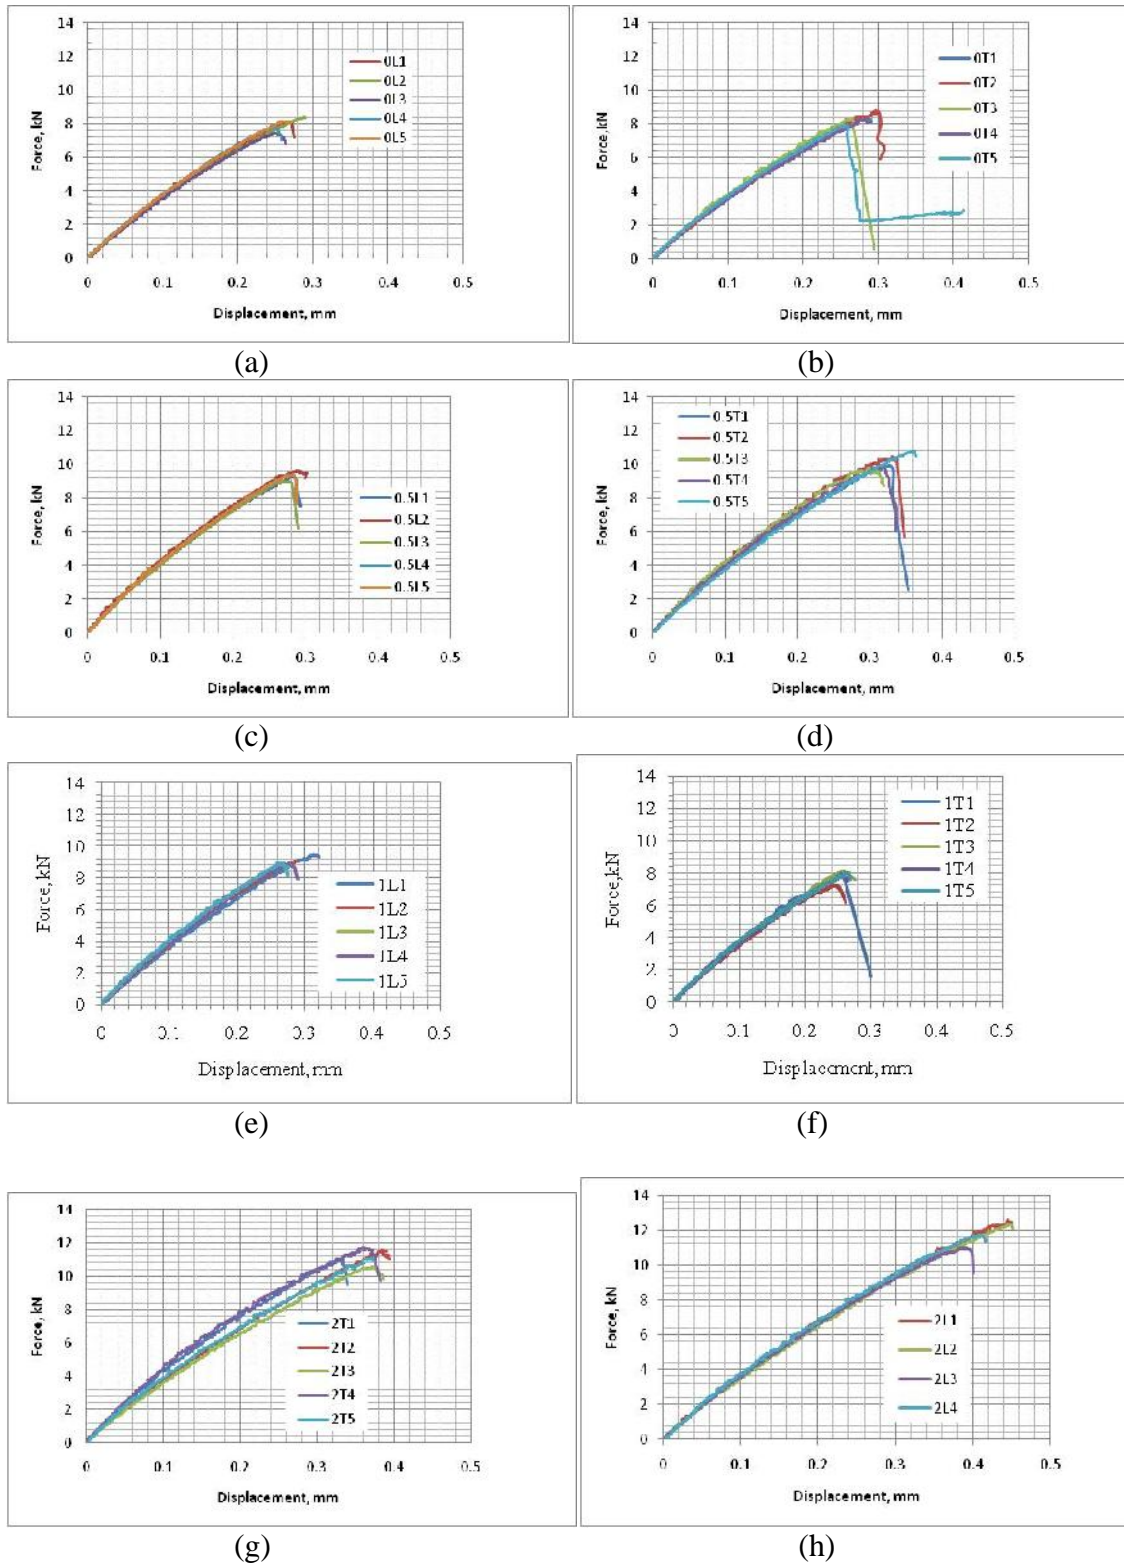 14
12
10
8
6
4
2
0
Force, kN
0L1
0L2
0L3
0L4
0L5
0 0.1 0.2 0.3 0.4 0.5
Displacement, mm
(a)
14
12
10
8
6
4
2
0
Force, kN
0T1
0T2
0T3
0T4
0T5
0 0.1 0.2 0.3 0.4 0.5
Displacement, mm
(b)
14
12
10
8
6
4
2
0
Force, kN
0.5L1
0.5L2
0.5L3
0.5L4
0.5L5
0 0.1 0.2 0.3 0.4 0.5
Displacement, mm
(c)
14
12
10
8
6
4
2
0
Force, kN
0.5T1
0.5T2
0.5T3
0.5T4
0.5T5
0 0.1 0.2 0.3 0.4 0.5
Displacement, mm
(d)
14
12
10
8
6
4
2
0
Force, kN
1L1
1L2
1L3
1L4
1L5
0 0.1 0.2 0.3 0.4 0.5
Displacement, mm
(e)
14
12
10
8
6
4
2
0
Force, kN
1T1
1T2
1T3
1T4
1T5
0 0.1 0.2 0.3 0.4 0.5
Displacement, mm
(f)
14
12
10
8
6
4
2
0
Force, kN
2T1
2T2
2T3
2T4
2T5
0 0.1 0.2 0.3 0.4 0.5
Displacement, mm
(g)
14
12
10
8
6
4
2
0
Force, kN
2L1
2L2
2L3
2L4
0 0.1 0.2 0.3 0.4 0.5
Displacement, mm
(h)